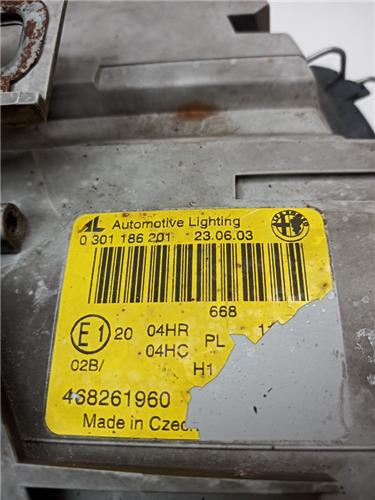 AL Automotive Lighting
0 301 186 201 23.06.03
668
E1 20 04HR PL
04HC
02B/ H1
468261960
Made in Czech